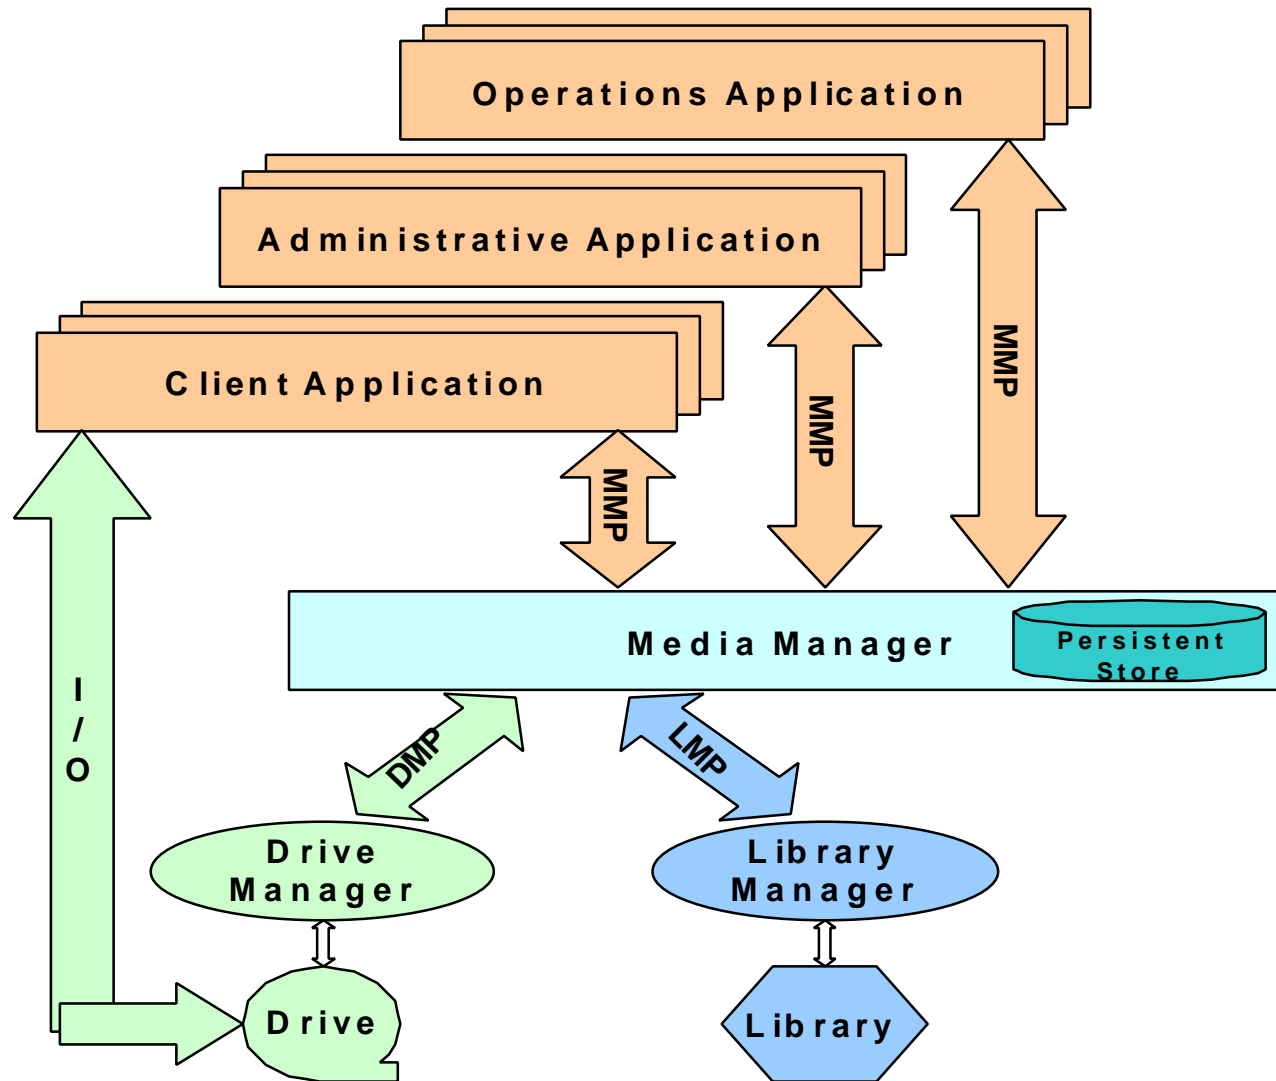 Operations Application
Administrative Application
Client Application
MMP
MMP
MMP
Media Manager
Persistent
Store
I
/
O
DMP
LMP
Drive
Manager
Library
Manager
Drive
Library